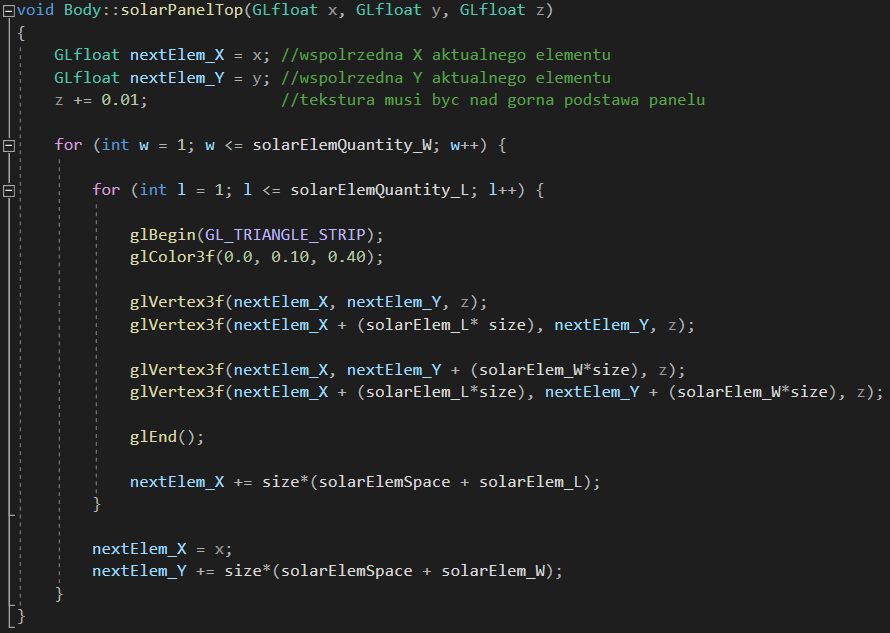 void Body::solarPanelTop(GLfloat x, GLfloat y, GLfloat z)
{
    GLfloat nextElem_X = x; //wspolrzedna X aktualnego elementu
    GLfloat nextElem_Y = y; //wspolrzedna Y aktualnego elementu
    z += 0.01;              //tekstura musi byc nad gorna podstawa panelu

    for (int w = 1; w <= solarElemQuantity_W; w++) {

        for (int l = 1; l <= solarElemQuantity_L; l++) {

            glBegin(GL_TRIANGLE_STRIP);
            glColor3f(0.0, 0.10, 0.40);

            glVertex3f(nextElem_X, nextElem_Y, z);
            glVertex3f(nextElem_X + (solarElem_L* size), nextElem_Y, z);

            glVertex3f(nextElem_X, nextElem_Y + (solarElem_W*size), z);
            glVertex3f(nextElem_X + (solarElem_L*size), nextElem_Y + (solarElem_W*size), z);

            glEnd();

            nextElem_X += size*(solarElemSpace + solarElem_L);
        }

        nextElem_X = x;
        nextElem_Y += size*(solarElemSpace + solarElem_W);
    }
}